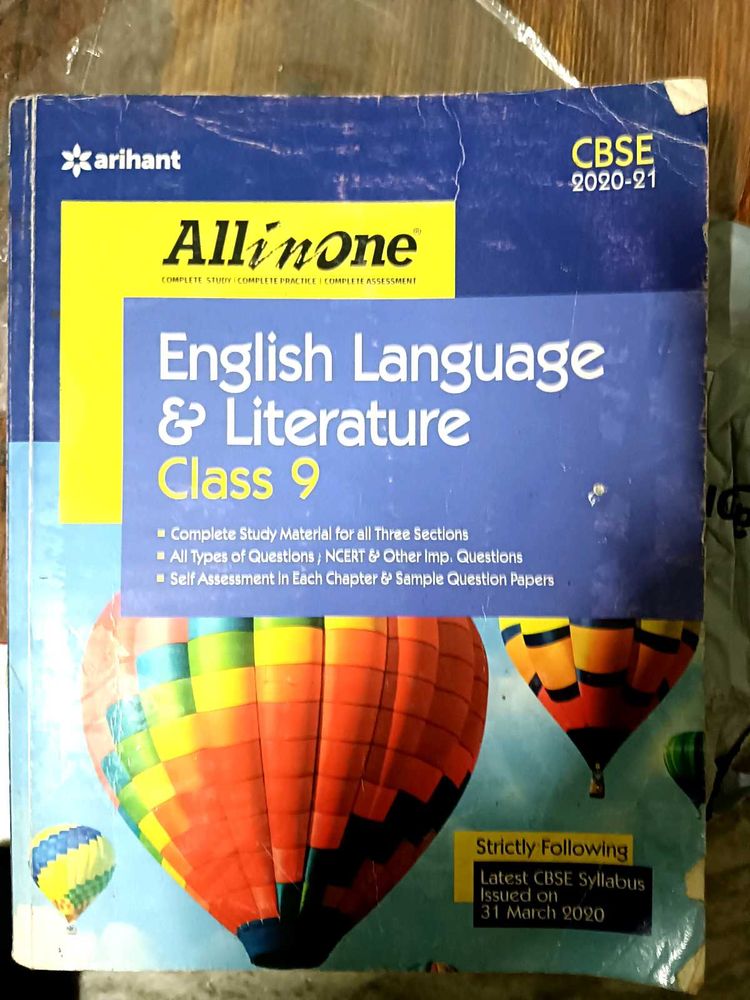 arihant
CBSE
2020-21
All in one
COMPLETE STUDY | COMPLETE PRACTICE | COMPLETE ASSESSMENT
English Language
& Literature
Class 9
Complete Study Material for all Three Sections
All Types of Questions ; NCERT & Other Imp. Questions
Self Assessment in Each Chapter & Sample Question Papers
Strictly Following
Latest CBSE Syllabus
Issued on
31 March 2020